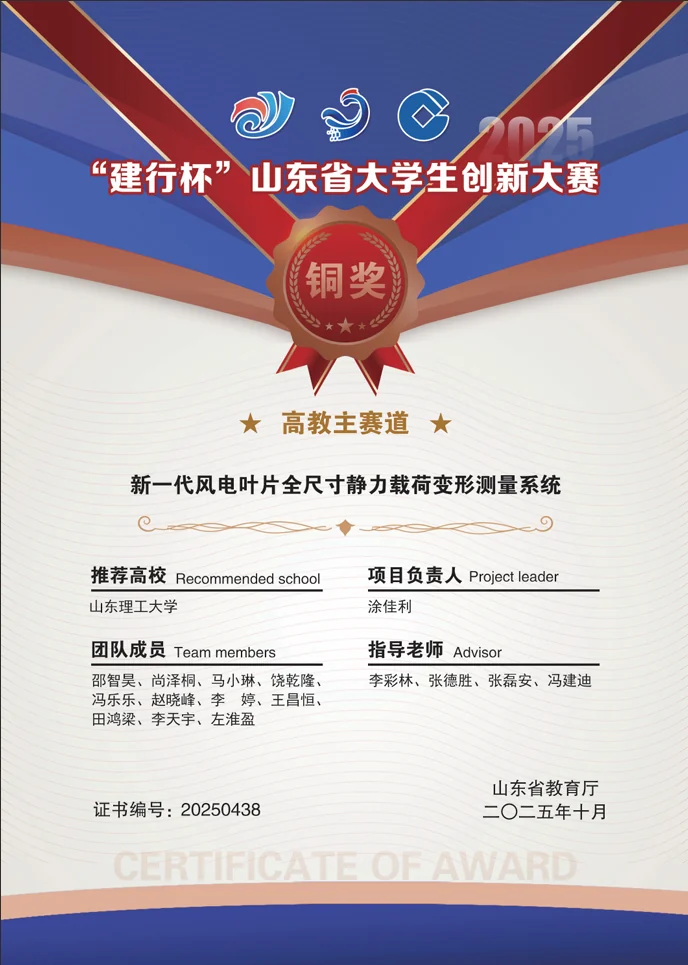 2025
“建行杯”山东省大学生创新大赛
铜奖
高教主赛道
新一代风电叶片全尺寸静力载荷变形测量系统
推荐高校 Recommended school
山东理工大学
项目负责人 Project leader
涂佳利
团队成员 Team members
邵智昊、尚泽桐、马小琳、饶乾隆、
冯乐乐、赵晓峰、李 婷、王昌恒、
田鸿梁、李天宇、左淮盈
指导老师 Advisor
李彩林、张德胜、张磊安、冯建迪
证书编号：20250438
山东省教育厅
二〇二五年十月
CERTIFICATE OF AWARD